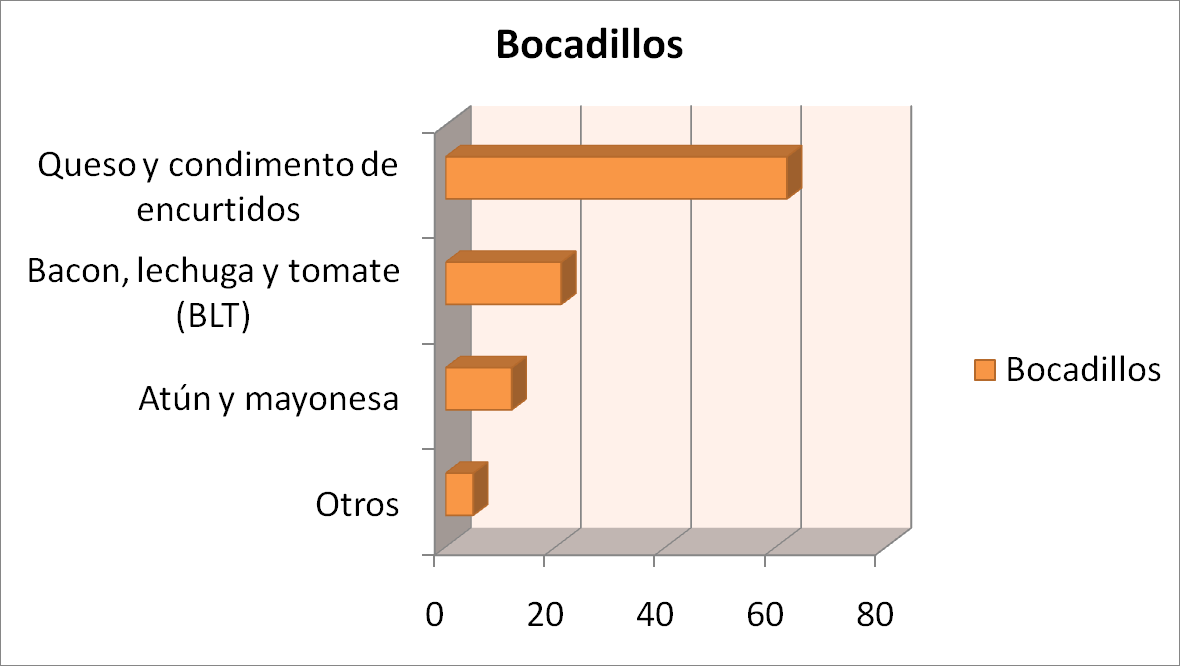 Bocadillos
Queso y condimento de
encurtidos
Bacon, lechuga y tomate
(BLT)
Atún y mayonesa
Otros
0 20 40 60 80
Bocadillos